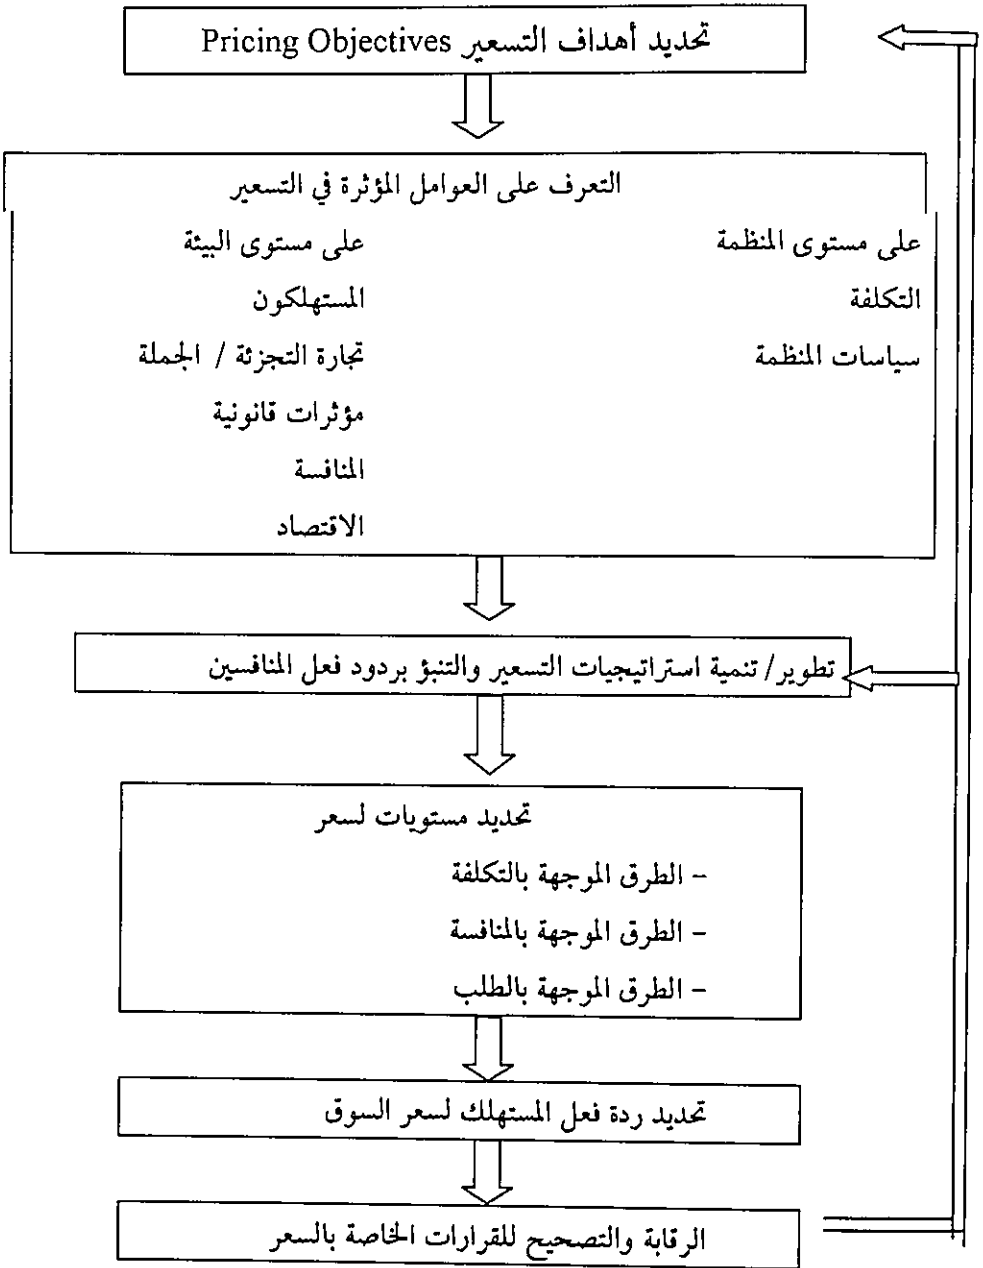 تحديد أهداف التسعير Pricing Objectives
التعرف على العوامل المؤثرة في التسعير
على مستوى المنظمة
التكلفة
سياسات المنظمة
على مستوى البيئة
المستهلكون
تجارة التجزئة / الجملة
مؤثرات قانونية
المنافسة
الاقتصاد
تطوير/ تنمية استراتيجيات التسعير والتنبؤ بردود فعل المنافسين
تحديد مستويات لسعر
– الطرق الموجهة بالتكلفة
– الطرق الموجهة بالمنافسة
– الطرق الموجهة بالطلب
تحديد ردة فعل المستهلك لسعر السوق
الرقابة والتصحيح للقرارات الخاصة بالسعر